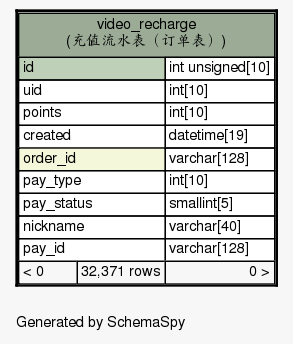 video_recharge
(充值流水表（订单表）)
id int unsigned[10]
uid int[10]
points int[10]
created datetime[19]
order_id varchar[128]
pay_type int[10]
pay_status smallint[5]
nickname varchar[40]
pay_id varchar[128]
< 0 32,371 rows 0 >
Generated by SchemaSpy